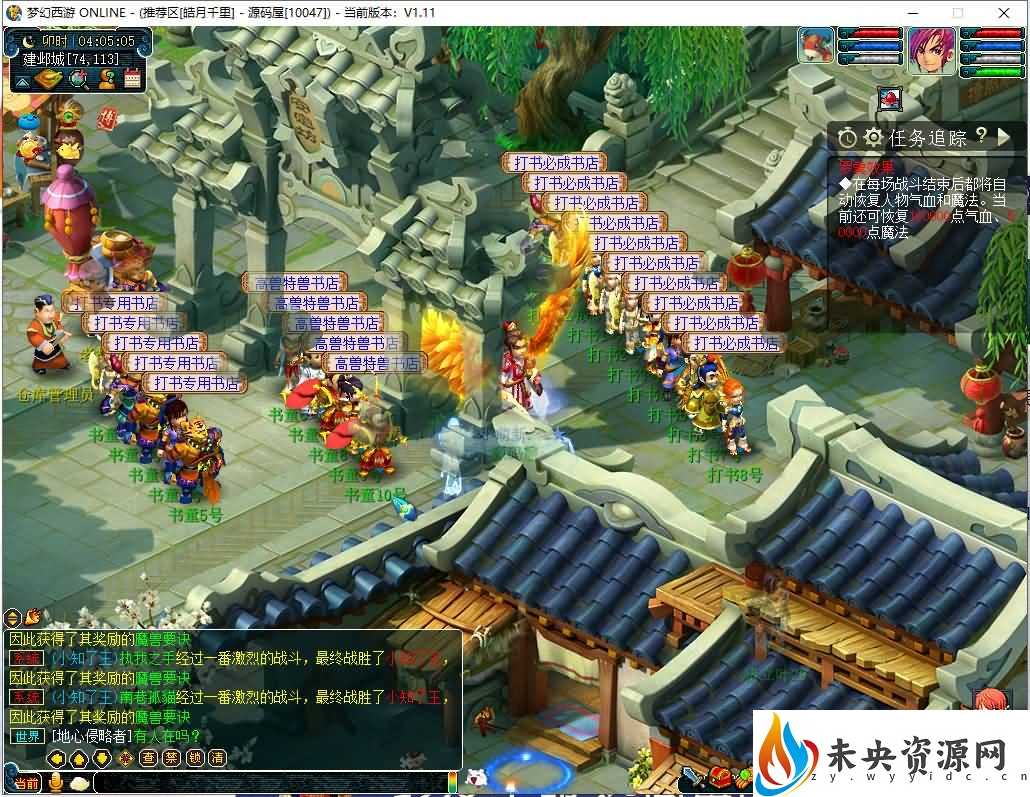 梦幻西游 ONLINE - (推荐区[皓月千里] - 源码屋[10047]) - 当前版本：V1.11
卯时 04:05:05
建邺城[74,113]
任务追踪 ?
◆在每场战斗结束后都将自
动恢复人物气血和魔法。当
前还可恢复点气血、
点魔法
打书必成书店
打书必成书店
打书必成书店
打书必成书店
打书必成书店
打书必成书店
打书必成书店
打书必成书店
打书必成书店
打书必成书店
高兽特兽书店
高兽特兽书店
高兽特兽书店
高兽特兽书店
高兽特兽书店
打书专用书店
打书专用书店
打书专用书店
打书专用书店
打书专用书店
仓库管理员
书童5号
书童10号
打书8号
因此获得了其奖励的魔兽要诀
系统 (小知了王)执我之手经过一番激烈的战斗，最终战胜了小知了王，
因此获得了其奖励的魔兽要诀
系统 (小知了王)南巷孤猫经过一番激烈的战斗，最终战胜了小知了王，
因此获得了其奖励的魔兽要诀
世界 [地心侵略者]有人在吗？
查 禁 锁 清
当前
未央资源网
zy.wyyidc.cn